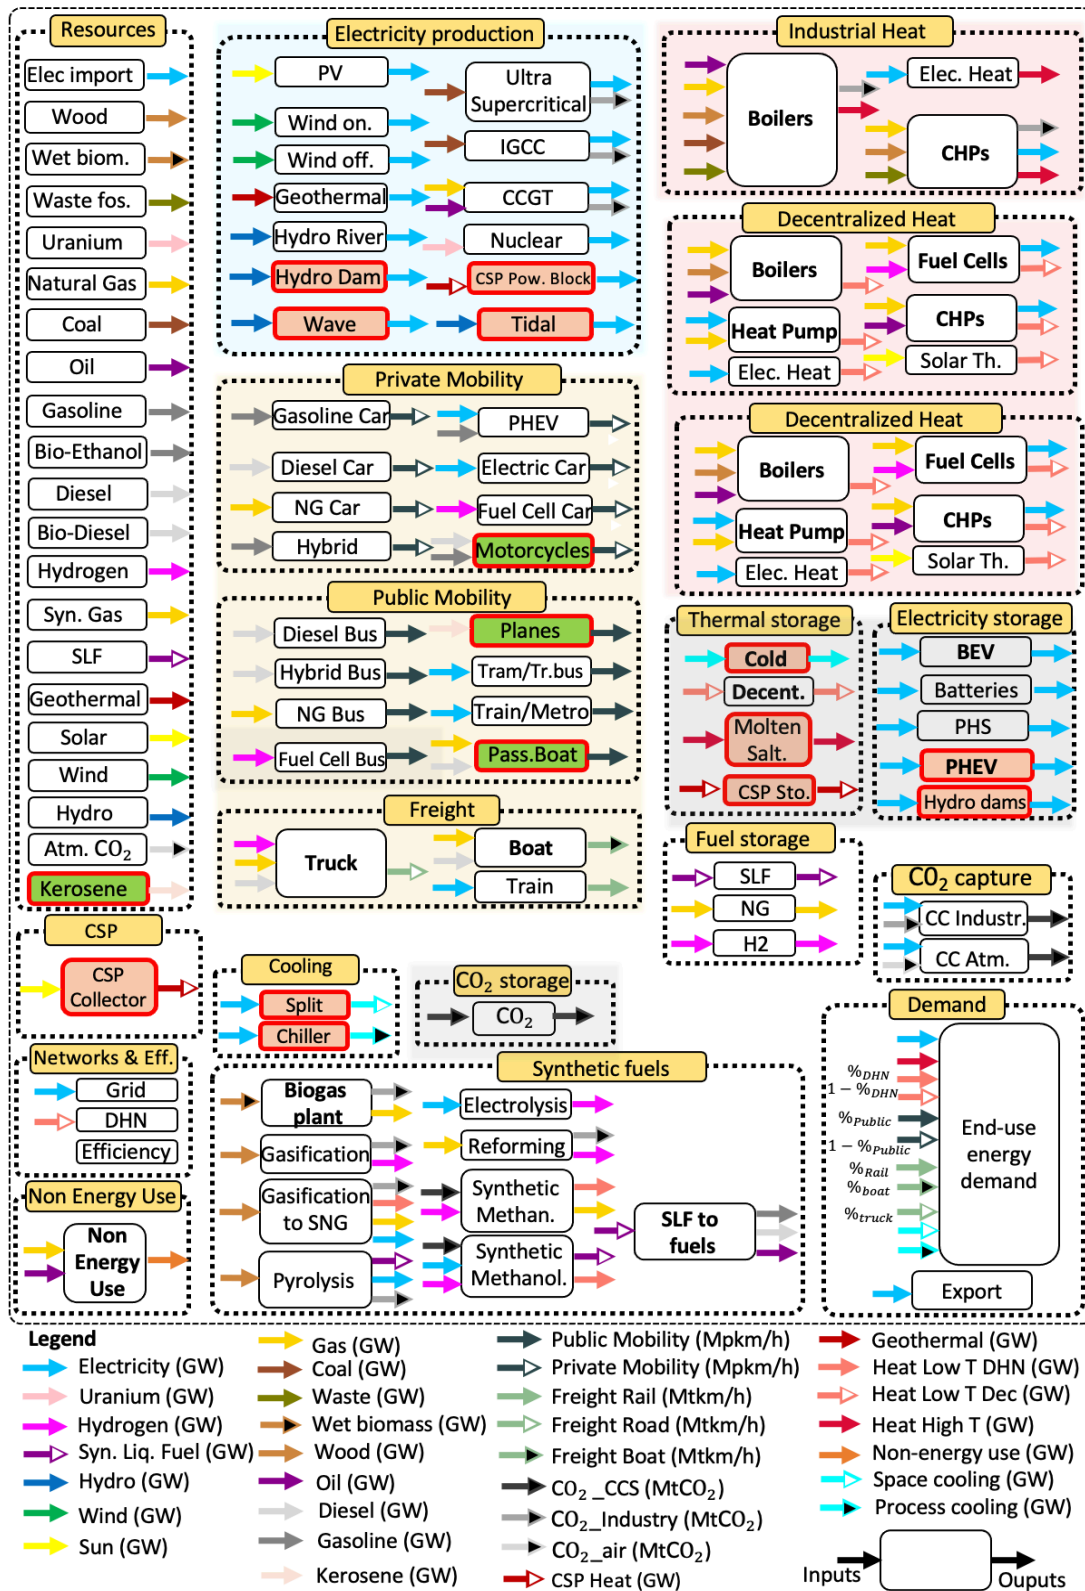 Resources
Elec import
Wood
Wet biom.
Waste fos.
Uranium
Natural Gas
Coal
Oil
Gasoline
Bio-Ethanol
Diesel
Bio-Diesel
Hydrogen
Syn. Gas
SLF
Geothermal
Solar
Wind
Hydro
Atm. CO₂
Kerosene
Electricity production
PV
Wind on.
Wind off.
Geothermal
Hydro River
Hydro Dam
Wave
Ultra
Supercritical
IGCC
CCGT
Nuclear
CSP Pow. Block
Tidal
Private Mobility
Gasoline Car
Diesel Car
NG Car
Hybrid
PHEV
Electric Car
Fuel Cell Car
Motorcycles
Public Mobility
Diesel Bus
Hybrid Bus
NG Bus
Fuel Cell Bus
Planes
Tram/Tr.bus
Train/Metro
Pass.Boat
Freight
Truck
Boat
Train
Industrial Heat
Boilers
Elec. Heat
CHPs
Decentralized Heat
Boilers
Heat Pump
Elec. Heat
Fuel Cells
CHPs
Solar Th.
Decentralized Heat
Boilers
Heat Pump
Elec. Heat
Fuel Cells
CHPs
Solar Th.
Thermal storage
Cold
Decent.
Molten
Salt.
CSP Sto.
Electricity storage
BEV
Batteries
PHS
PHEV
Hydro dams
Fuel storage
SLF
NG
H2
CO₂ capture
CC Industr.
CC Atm.
CSP
CSP
Collector
Cooling
Split
Chiller
CO₂ storage
CO₂
Networks & Eff.
Grid
DHN
Efficiency
Non Energy Use
Non
Energy
Use
Synthetic fuels
Biogas
plant
Gasification
Gasification
to SNG
Pyrolysis
Electrolysis
Reforming
Synthetic
Methan.
Synthetic
Methanol.
SLF to
fuels
Demand
%DHN
1 − %DHN
%Public
1 − %Public
%Rail
%boat
%truck
End-use
energy
demand
Export
Legend
Electricity (GW)
Uranium (GW)
Hydrogen (GW)
Syn. Liq. Fuel (GW)
Hydro (GW)
Wind (GW)
Sun (GW)
Gas (GW)
Coal (GW)
Waste (GW)
Wet biomass (GW)
Wood (GW)
Oil (GW)
Diesel (GW)
Gasoline (GW)
Kerosene (GW)
Public Mobility (Mpkm/h)
Private Mobility (Mpkm/h)
Freight Rail (Mtkm/h)
Freight Road (Mtkm/h)
Freight Boat (Mtkm/h)
CO₂_CCS (MtCO₂)
CO₂_Industry (MtCO₂)
CO₂_air (MtCO₂)
CSP Heat (GW)
Geothermal (GW)
Heat Low T DHN (GW)
Heat Low T Dec (GW)
Heat High T (GW)
Non-energy use (GW)
Space cooling (GW)
Process cooling (GW)
Inputs
Ouputs